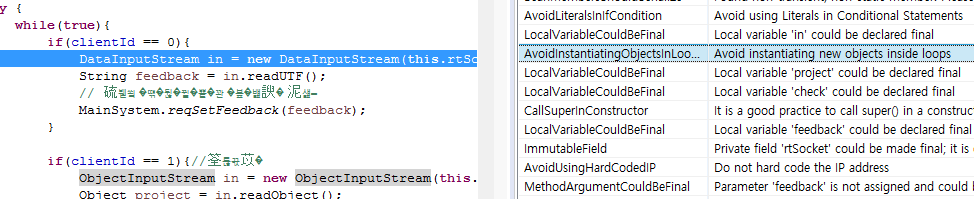 y {
while(true){
if(clientId == 0){
DataInputStream in = new DataInputStream(this.rtSo
String feedback = in.readUTF();
//
MainSystem.reqSetFeedback(feedback);
}
if(clientId == 1){//
ObjectInputStream in = new ObjectInputStream(this.
Object project = in.readObject();
AvoidLiteralsInIfCondition Avoid using Literals in Conditional Statements
LocalVariableCouldBeFinal Local variable 'in' could be declared final
AvoidInstantiatingObjectsInLoo... Avoid instantiating new objects inside loops
LocalVariableCouldBeFinal Local variable 'project' could be declared final
LocalVariableCouldBeFinal Local variable 'check' could be declared final
CallSuperInConstructor It is a good practice to call super() in a construc
LocalVariableCouldBeFinal Local variable 'feedback' could be declared final
ImmutableField Private field 'rtSocket' could be made final; it is
AvoidUsingHardCodedIP Do not hard code the IP address
MethodArgumentCouldBeFinal Parameter 'feedback' is not assigned and could b